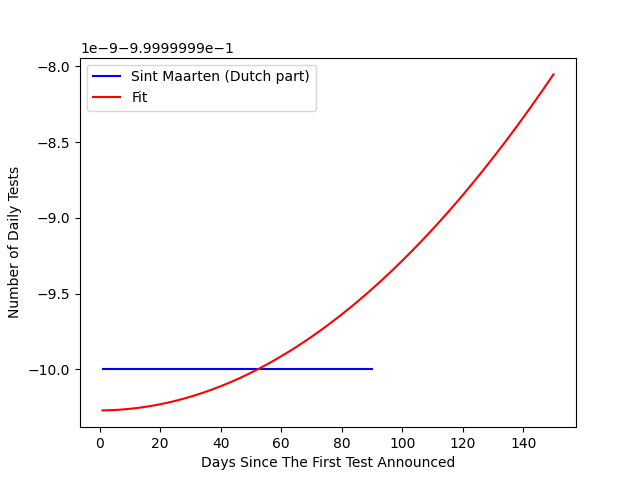 1e−9−9.9999999e−1
−8.0
−8.5
−9.0
−9.5
−10.0
Number of Daily Tests
Sint Maarten (Dutch part)
Fit
0 20 40 60 80 100 120 140
Days Since The First Test Announced